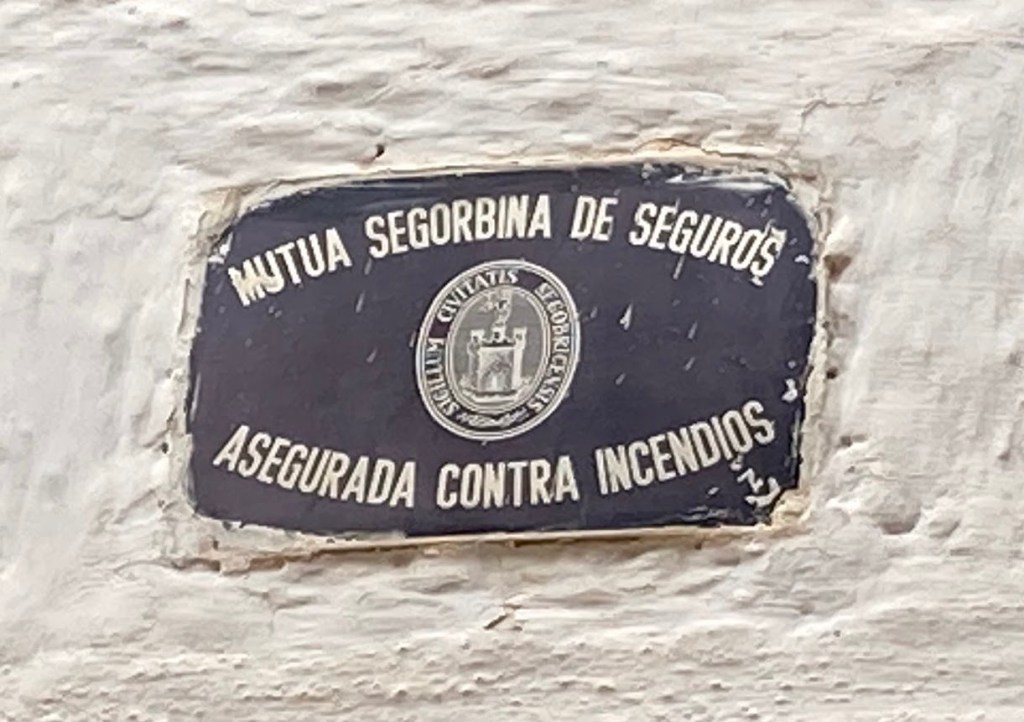 MUTUA SEGORBINA DE SEGUROS
SIGILLUM CIVITATIS SEGOBRICENSIS
ASEGURADA CONTRA INCENDIOS